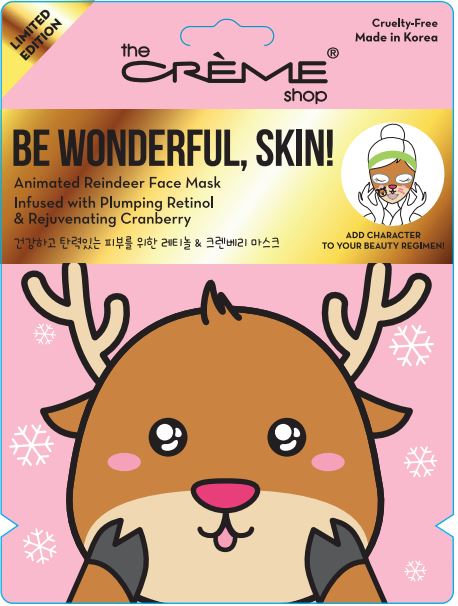 LIMITED
EDITION
Cruelty-Free
Made in Korea
the
CRÈME®
shop
BE WONDERFUL, SKIN!
Animated Reindeer Face Mask
Infused with Plumping Retinol
& Rejuvenating Cranberry
건강하고 탄력있는 피부를 위한 레티놀 & 크렌베리 마스크
ADD CHARACTER
TO YOUR BEAUTY REGIMEN!